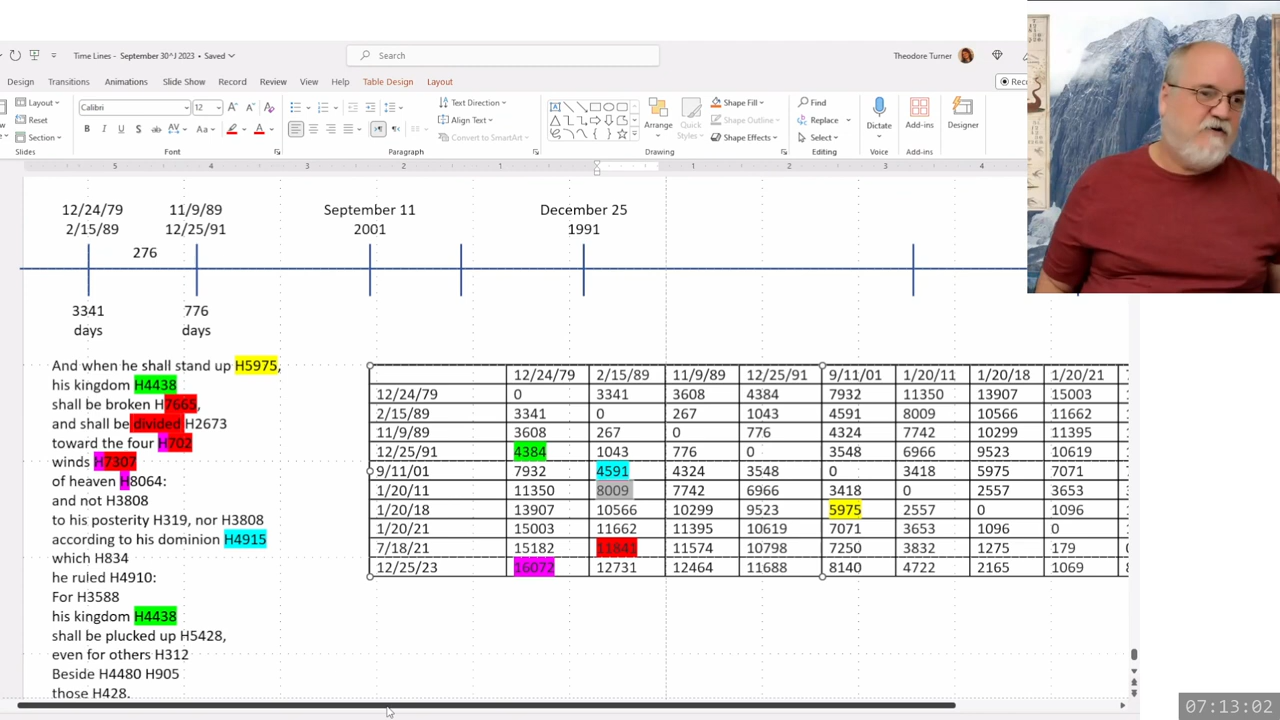 Time Lines - September 30^J 2023 • Saved
Search
Theodore Turner
Design Transitions Animations Slide Show Record Review View Help Table Design Layout
Layout
Reset
Section
Slides
Calibri 12
B I U S ab AV Aa A A
Font
Paragraph
Text Direction
Align Text
Convert to SmartArt
Arrange
Quick Styles
Shape Fill
Shape Outline
Shape Effects
Drawing
Find
Replace
Select
Editing
Dictate
Voice
Add-ins
Add-ins
Designer
4 3 2 1 1 2 3 4
12/24/79 11/9/89 September 11 December 25
2/15/89 12/25/91 2001 1991
276
3341 776
days days
And when he shall stand up H5975,
his kingdom H4438
shall be broken H7665,
and shall be divided H2673
toward the four H702
winds H7307
of heaven H8064:
and not H3808
to his posterity H319, nor H3808
according to his dominion H4915
which H834
he ruled H4910:
For H3588
his kingdom H4438
shall be plucked up H5428,
even for others H312
Beside H4480 H905
those H428.
12/24/79 2/15/89 11/9/89 12/25/91 9/11/01 1/20/11 1/20/18 1/20/21
12/24/79 0 3341 3608 4384 7932 11350 13907 15003
2/15/89 3341 0 267 1043 4591 8009 10566 11662
11/9/89 3608 267 0 776 4324 7742 10299 11395
12/25/91 4384 1043 776 0 3548 6966 9523 10619
9/11/01 7932 4591 4324 3548 0 3418 5975 7071
1/20/11 11350 8009 7742 6966 3418 0 2557 3653
1/20/18 13907 10566 10299 9523 5975 2557 0 1096
1/20/21 15003 11662 11395 10619 7071 3653 1096 0
7/18/21 15182 11841 11574 10798 7250 3832 1275 179
12/25/23 16072 12731 12464 11688 8140 4722 2165 1069
07:13:02